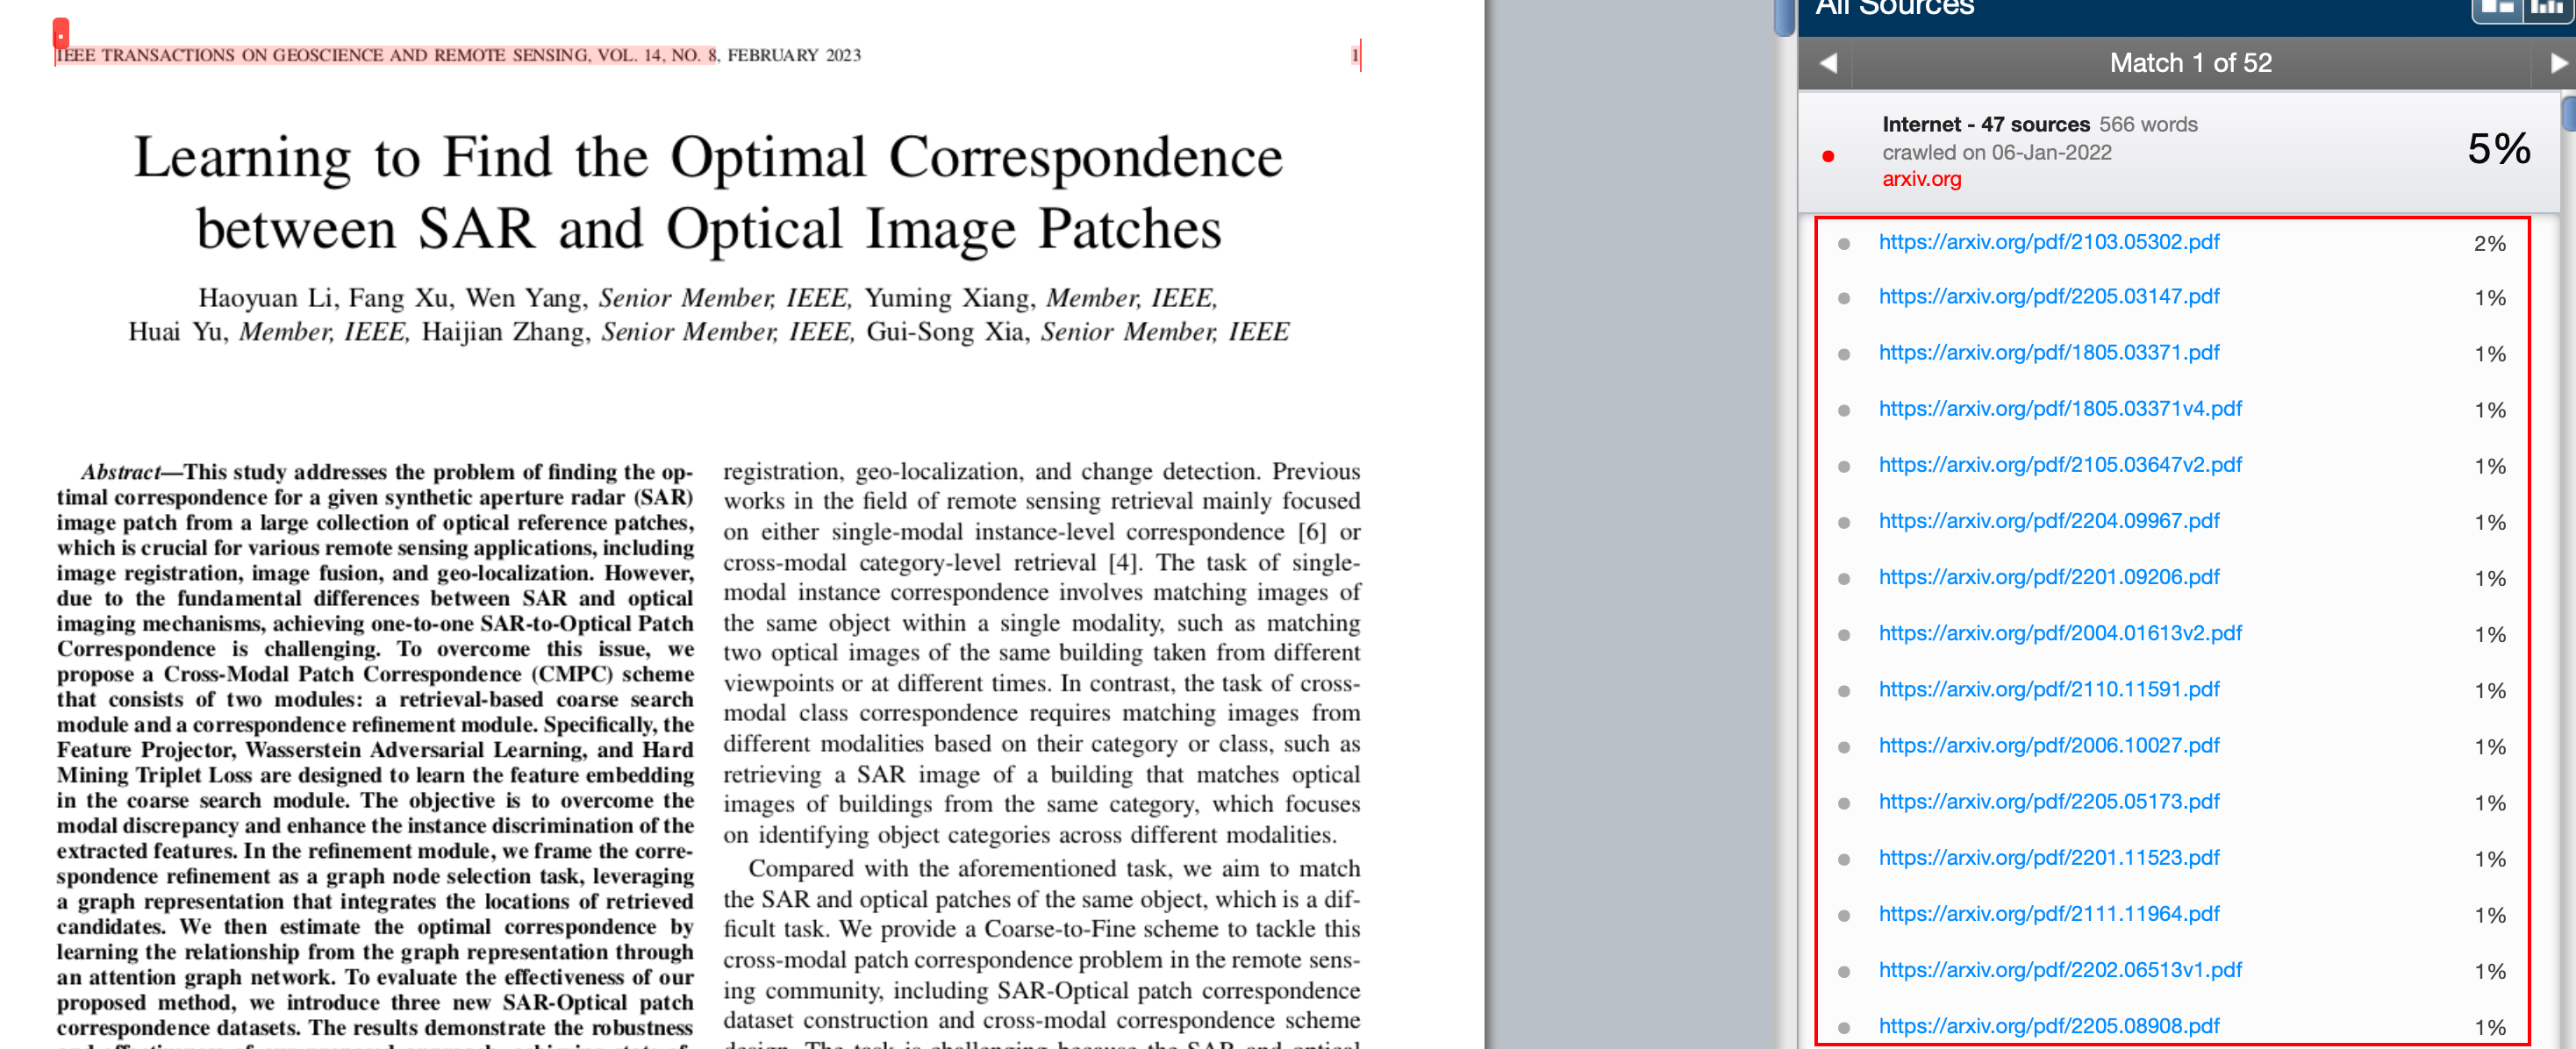 IEEE TRANSACTIONS ON GEOSCIENCE AND REMOTE SENSING, VOL. 14, NO. 8, FEBRUARY 2023 1
Learning to Find the Optimal Correspondence
between SAR and Optical Image Patches
Haoyuan Li, Fang Xu, Wen Yang, Senior Member, IEEE, Yuming Xiang, Member, IEEE,
Huai Yu, Member, IEEE, Haijian Zhang, Senior Member, IEEE, Gui-Song Xia, Senior Member, IEEE
Abstract—This study addresses the problem of finding the op-
timal correspondence for a given synthetic aperture radar (SAR)
image patch from a large collection of optical reference patches,
which is crucial for various remote sensing applications, including
image registration, image fusion, and geo-localization. However,
due to the fundamental differences between SAR and optical
imaging mechanisms, achieving one-to-one SAR-to-Optical Patch
Correspondence is challenging. To overcome this issue, we
propose a Cross-Modal Patch Correspondence (CMPC) scheme
that consists of two modules: a retrieval-based coarse search
module and a correspondence refinement module. Specifically, the
Feature Projector, Wasserstein Adversarial Learning, and Hard
Mining Triplet Loss are designed to learn the feature embedding
in the coarse search module. The objective is to overcome the
modal discrepancy and enhance the instance discrimination of the
extracted features. In the refinement module, we frame the corre-
spondence refinement as a graph node selection task, leveraging
a graph representation that integrates the locations of retrieved
candidates. We then estimate the optimal correspondence by
learning the relationship from the graph representation through
an attention graph network. To evaluate the effectiveness of our
proposed method, we introduce three new SAR-Optical patch
correspondence datasets. The results demonstrate the robustness
registration, geo-localization, and change detection. Previous
works in the field of remote sensing retrieval mainly focused
on either single-modal instance-level correspondence [6] or
cross-modal category-level retrieval [4]. The task of single-
modal instance correspondence involves matching images of
the same object within a single modality, such as matching
two optical images of the same building taken from different
viewpoints or at different times. In contrast, the task of cross-
modal class correspondence requires matching images from
different modalities based on their category or class, such as
retrieving a SAR image of a building that matches optical
images of buildings from the same category, which focuses
on identifying object categories across different modalities.
Compared with the aforementioned task, we aim to match
the SAR and optical patches of the same object, which is a dif-
ficult task. We provide a Coarse-to-Fine scheme to tackle this
cross-modal patch correspondence problem in the remote sens-
ing community, including SAR-Optical patch correspondence
dataset construction and cross-modal correspondence scheme
All Sources
Match 1 of 52
Internet - 47 sources 566 words
crawled on 06-Jan-2022
arxiv.org
5%
https://arxiv.org/pdf/2103.05302.pdf 2%
https://arxiv.org/pdf/2205.03147.pdf 1%
https://arxiv.org/pdf/1805.03371.pdf 1%
https://arxiv.org/pdf/1805.03371v4.pdf 1%
https://arxiv.org/pdf/2105.03647v2.pdf 1%
https://arxiv.org/pdf/2204.09967.pdf 1%
https://arxiv.org/pdf/2201.09206.pdf 1%
https://arxiv.org/pdf/2004.01613v2.pdf 1%
https://arxiv.org/pdf/2110.11591.pdf 1%
https://arxiv.org/pdf/2006.10027.pdf 1%
https://arxiv.org/pdf/2205.05173.pdf 1%
https://arxiv.org/pdf/2201.11523.pdf 1%
https://arxiv.org/pdf/2111.11964.pdf 1%
https://arxiv.org/pdf/2202.06513v1.pdf 1%
https://arxiv.org/pdf/2205.08908.pdf 1%